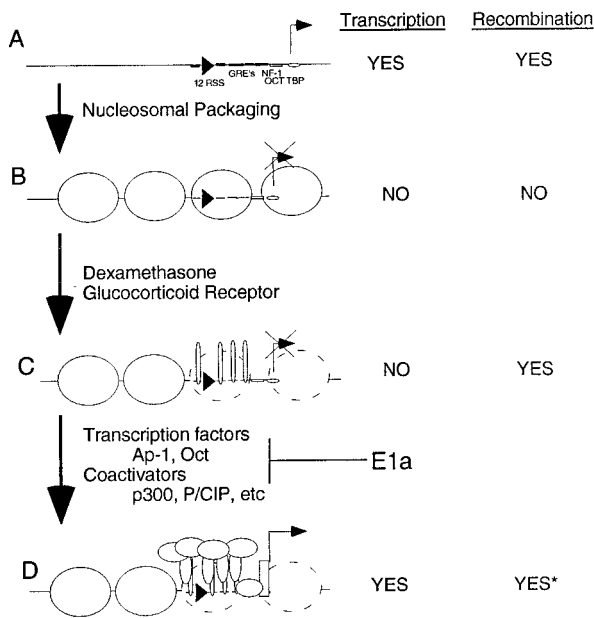 Transcription Recombination
A YES YES
12 RSS GRE's NF-1
OCT TBP
Nucleosomal Packaging
B NO NO
Dexamethasone
Glucocorticoid Receptor
C NO YES
Transcription factors
Ap-1, Oct
Coactivators
p300, P/CIP, etc
E1a
D YES YES*